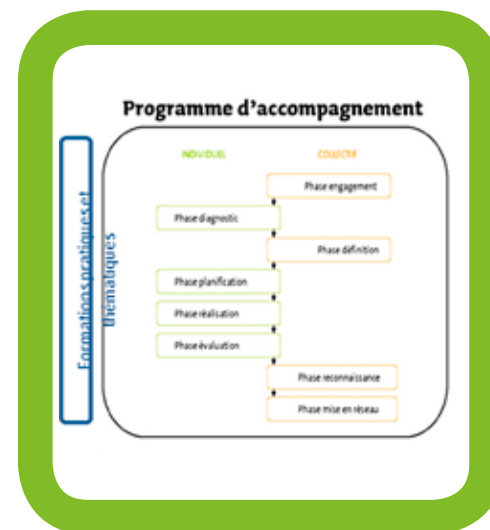 Programme d'accompagnement
Formations pratiques et
thématiques
INDIVIDUEL
COLLECTIF
Phase engagement
Phase diagnostic
Phase définition
Phase planification
Phase réalisation
Phase évaluation
Phase reconnaissance
Phase mise en réseau